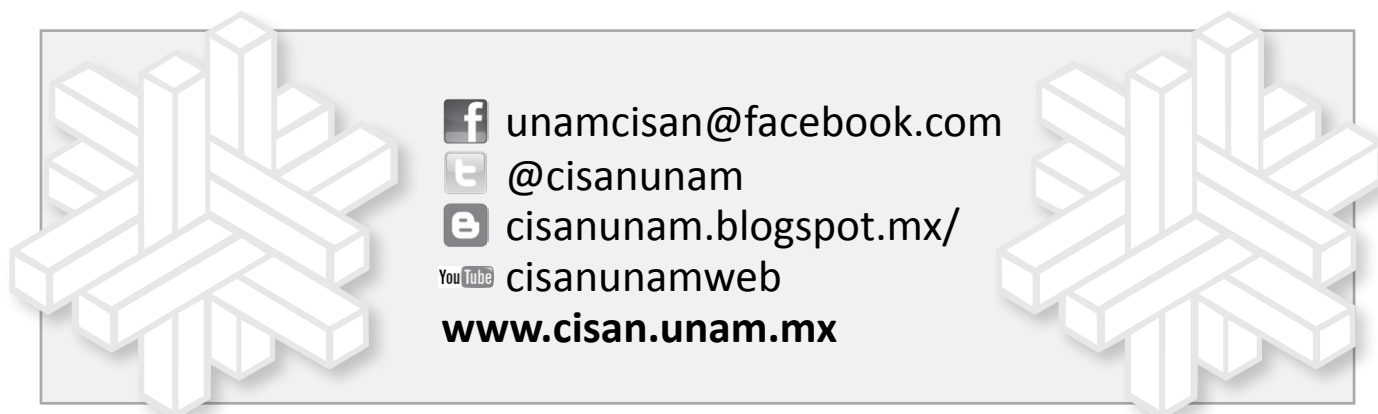 f unamcisan@facebook.com
t @cisanunam
B cisanunam.blogspot.mx/
You Tube cisanunamweb
www.cisan.unam.mx